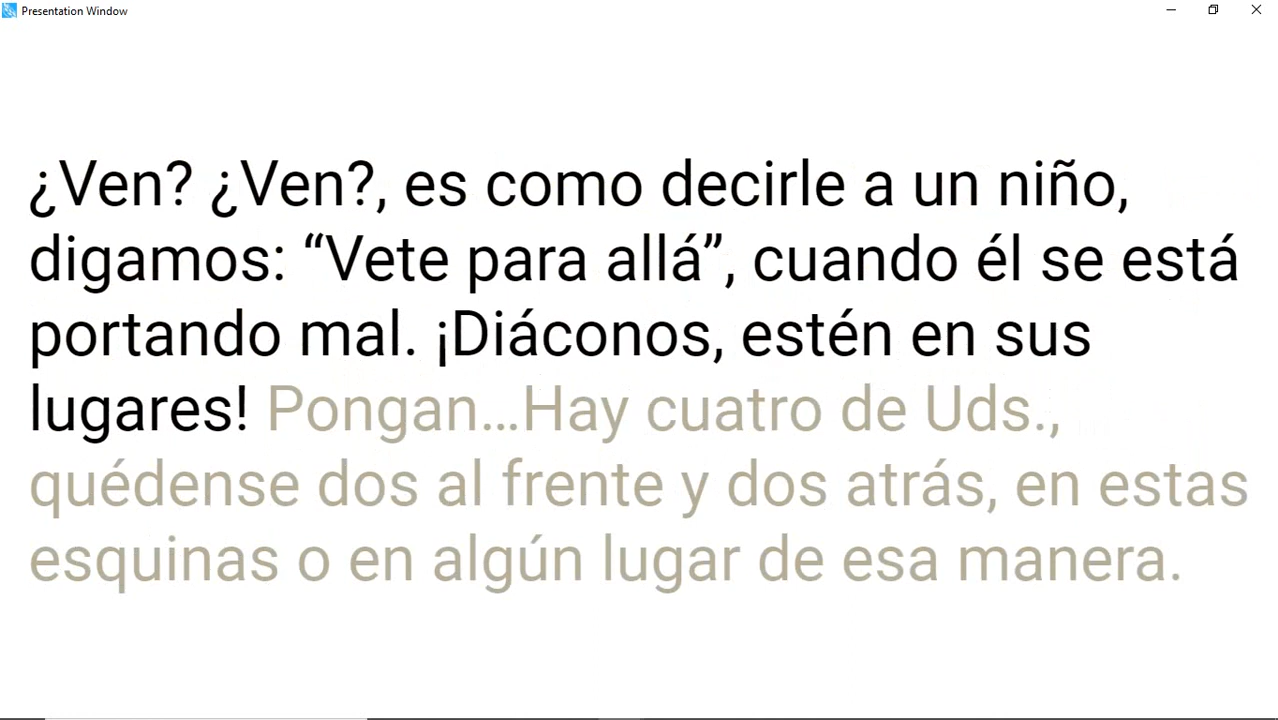 Presentation Window
¿Ven? ¿Ven?, es como decirle a un niño,
digamos: “Vete para allá”, cuando él se está
portando mal. ¡Diáconos, estén en sus
lugares! Pongan...Hay cuatro de Uds.,
quédense dos al frente y dos atrás, en estas
esquinas o en algún lugar de esa manera.